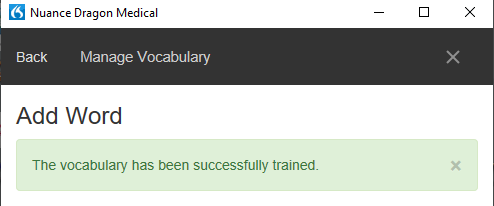 Nuance Dragon Medical
Back Manage Vocabulary
Add Word
The vocabulary has been successfully trained.